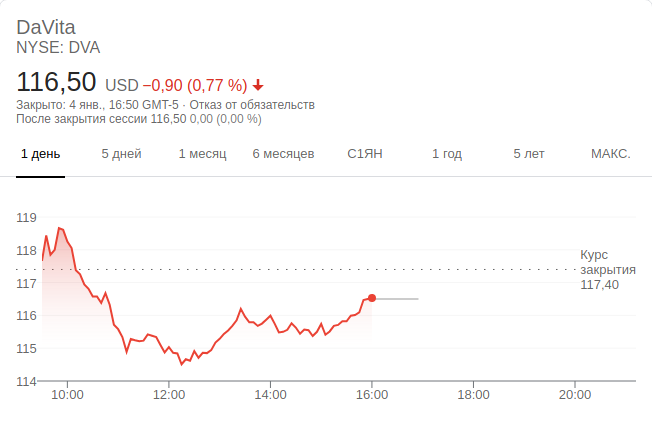 DaVita
NYSE: DVA
116,50 USD −0,90 (0,77 %)
Закрыто: 4 янв., 16:50 GMT-5 · Отказ от обязательств
После закрытия сессии 116,50 0,00 (0,00 %)
1 день 5 дней 1 месяц 6 месяцев С1ЯН 1 год 5 лет МАКС.
119
118
117
116
115
114
Курс
закрытия
117,40
10:00 12:00 14:00 16:00 18:00 20:00